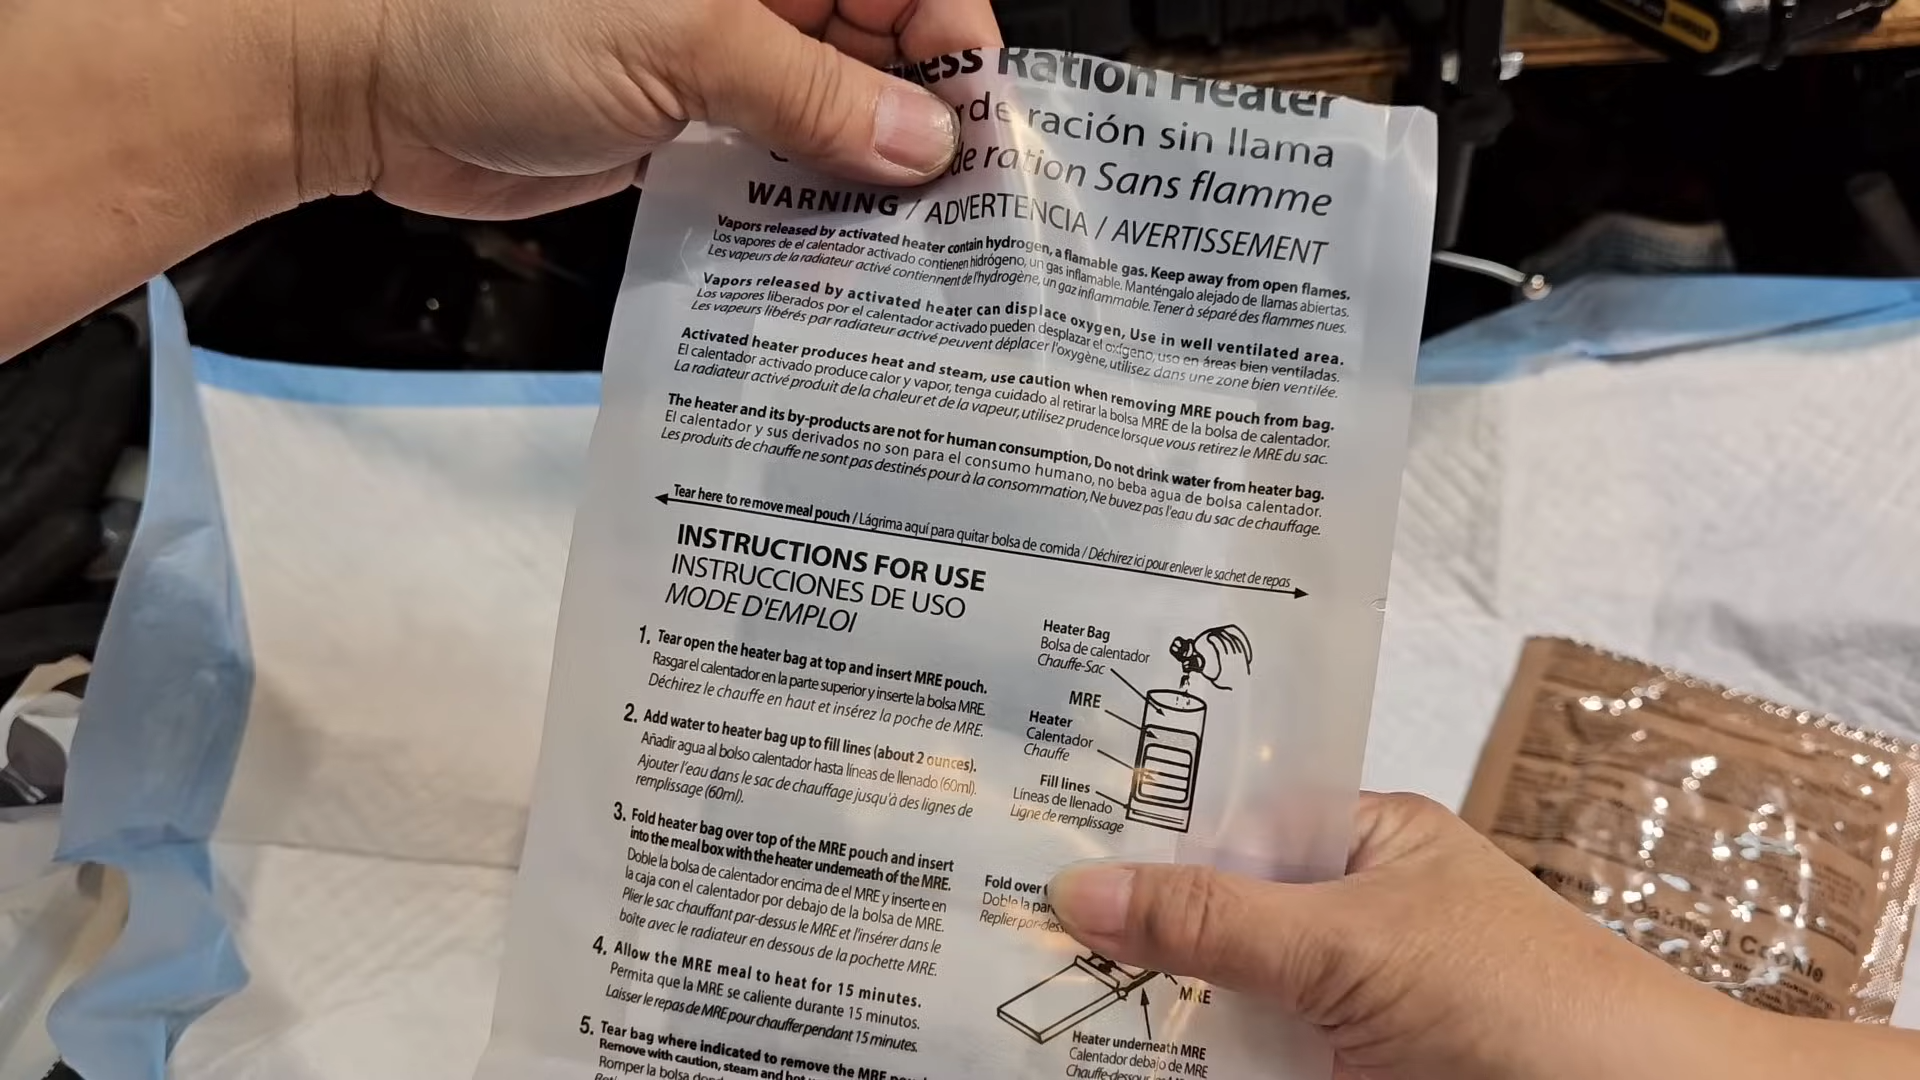 Ration Heater
de ración sin llama
de ration Sans flamme
WARNING / ADVERTENCIA / AVERTISSEMENT
Vapors released by activated heater contain hydrogen, a flamable gas. Keep away from open flames.
Los vapores de el calentador activado contienen hidrógeno, un gas inflamable. Manténgalo alejado de llamas abiertas.
Les vapeurs de la radiateur activé contiennent de l'hydrogène, un gaz inflammable. Tener à séparé des flammes nues.
Vapors released by activated heater can displace oxygen, Use in well ventilated area.
Los vapores liberados por el calentador activado pueden desplazar el oxígeno, uso en áreas bien ventiladas.
Les vapeurs libérés par radiateur activé peuvent déplacer l'oxygène, utilisez dans une zone bien ventilée.
Activated heater produces heat and steam, use caution when removing MRE pouch from bag.
El calentador activado produce calor y vapor, tenga cuidado al retirar la bolsa MRE de la bolsa de calentador.
La radiateur activé produit de la chaleur et de la vapeur, utilisez prudence lorsque vous retirez le MRE du sac.
The heater and its by-products are not for human consumption, Do not drink water from heater bag.
El calentador y sus derivados no son para el consumo humano, no beba agua de bolsa calentador.
Les produits de chauffe ne sont pas destinés pour à la consommation, Ne buvez pas l'eau du sac de chauffage.
Tear here to remove meal pouch / Lágrima aquí para quitar bolsa de comida / Déchirez ici pour enlever le sachet de repas
INSTRUCTIONS FOR USE
INSTRUCCIONES DE USO
MODE D'EMPLOI
1. Tear open the heater bag at top and insert MRE pouch.
Rasgar el calentador en la parte superior y inserte la bolsa MRE.
Déchirez le chauffe en haut et insérez la poche de MRE.
2. Add water to heater bag up to fill lines (about 2 ounces).
Añadir agua al bolso calentador hasta líneas de llenado (60ml).
Ajouter l'eau dans le sac de chauffage jusqu'à des lignes de
remplissage (60ml).
3. Fold heater bag over top of the MRE pouch and insert
into the meal box with the heater underneath of the MRE.
Doble la bolsa de calentador encima de el MRE y inserte en
la caja con el calentador por debajo de la bolsa de MRE.
Plier le sac chauffant par-dessus le MRE et l'insérer dans le
boîte avec le radiateur en dessous de la pochette MRE.
4. Allow the MRE meal to heat for 15 minutes.
Permita que la MRE se caliente durante 15 minutos.
Laisser le repas de MRE pour chauffer pendant 15 minutes.
5. Tear bag where indicated to remove the MRE
Remove with caution, steam and
Romper la bolsa
Heater Bag
Bolsa de calentador
Chauffe-Sac
MRE
Heater
Calentador
Chauffe
Fill lines
Líneas de llenado
Ligne de remplissage
Fold over
Doble la
Replier
MRE
Heater underneath MRE
Calentador debajo de MRE
Oatmeal Cookie